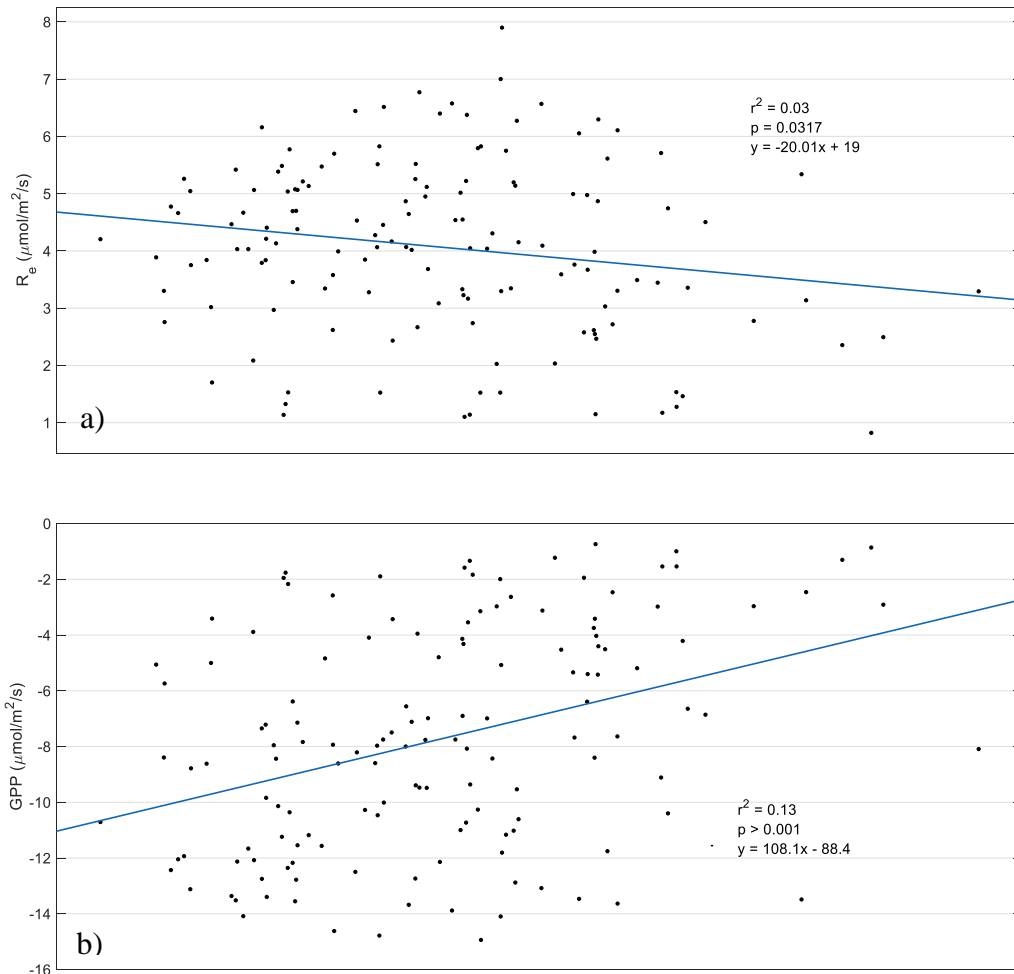 8
7
6
5
4
3
2
1
R_e (μmol/m²/s)
r² = 0.03
p = 0.0317
y = -20.01x + 19
a)
0
-2
-4
-6
-8
-10
-12
-14
-16
GPP (μmol/m²/s)
r² = 0.13
p > 0.001
y = 108.1x - 88.4
b)